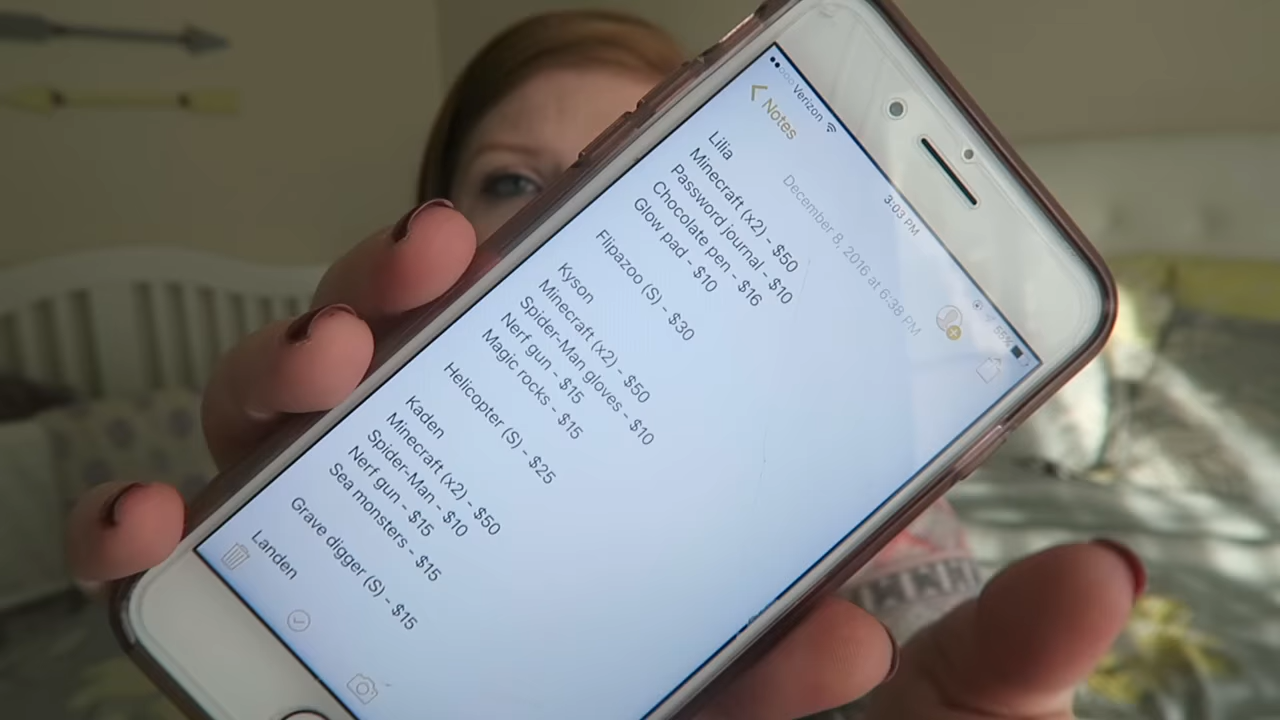 Verizon
3:03 PM
55%
Notes
December 8, 2016 at 6:38 PM
Lilia
Minecraft (x2) - $50
Password journal - $10
Chocolate pen - $16
Glow pad - $10
Flipazoo (S) - $30
Kyson
Minecraft (x2) - $50
Spider-Man gloves - $10
Nerf gun - $15
Magic rocks - $15
Helicopter (S) - $25
Kaden
Minecraft (x2) - $50
Spider-Man - $10
Nerf gun - $15
Sea monsters - $15
Grave digger (S) - $15
Landen